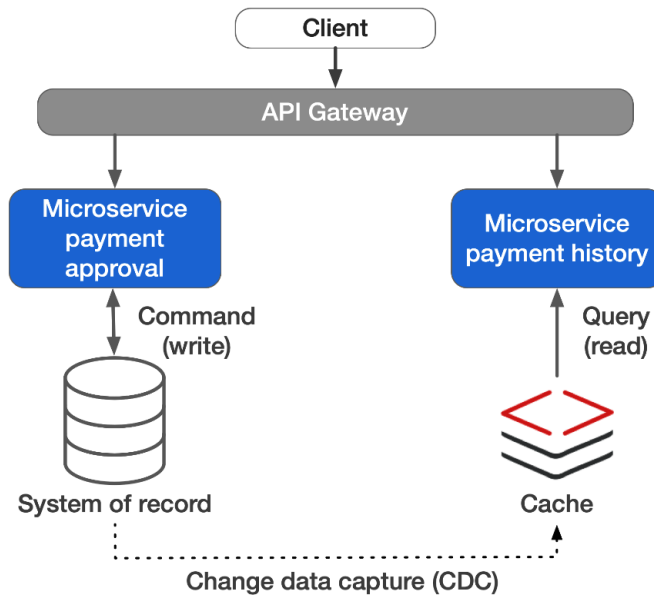 Client
API Gateway
Microservice
payment
approval
Microservice
payment history
Command
(write)
Query
(read)
System of record
Cache
Change data capture (CDC)